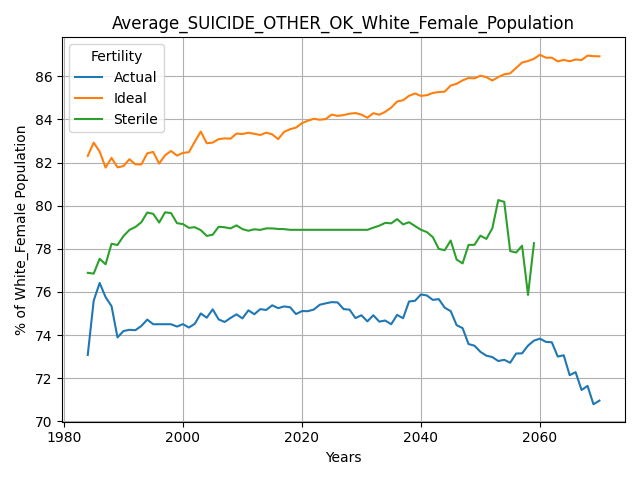 Average_SUICIDE_OTHER_OK_White_Female_Population
Fertility
Actual
Ideal
Sterile
% of White_Female Population
86
84
82
80
78
76
74
72
70
1980
2000
2020
2040
2060
Years